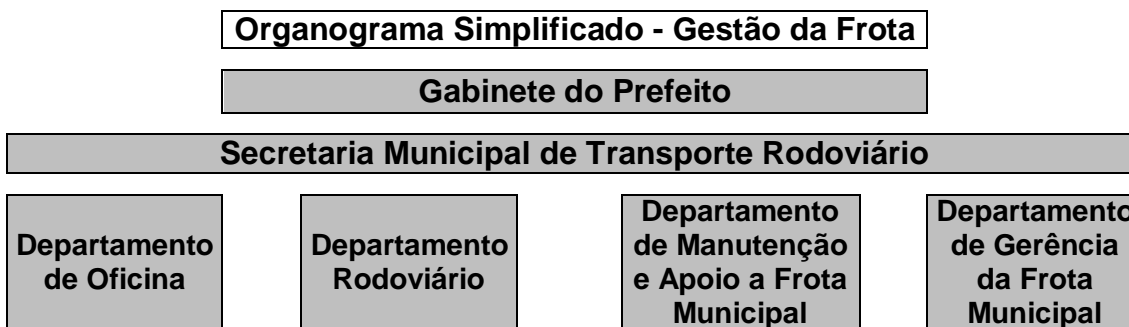 Organograma Simplificado - Gestão da Frota
Gabinete do Prefeito
Secretaria Municipal de Transporte Rodoviário
Departamento
de Oficina
Departamento
Rodoviário
Departamento
de Manutenção
e Apoio a Frota
Municipal
Departamento
de Gerência
da Frota
Municipal